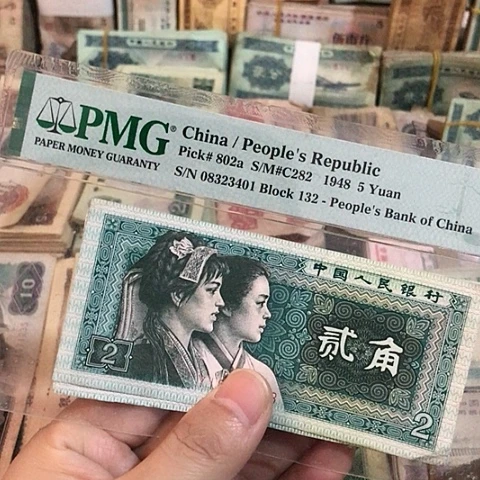 PMG® China / People's Republic
PAPER MONEY GUARANTY
Pick# 802a S/M#C282 1948 5 Yuan
S/N 08323401 Block 132 - People's Bank of China
中国人民银行
贰角
2
2
10